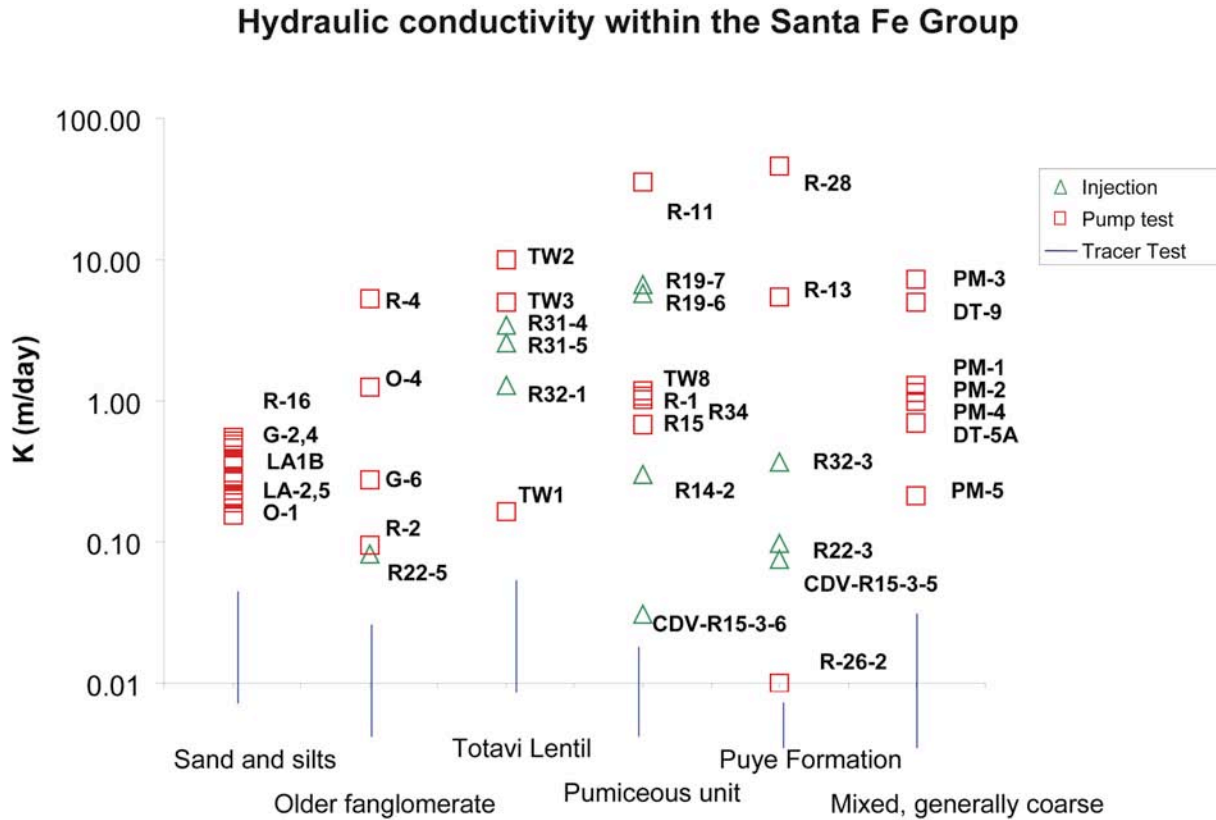 Hydraulic conductivity within the Santa Fe Group
K (m/day)
100.00
10.00
1.00
0.10
0.01
R-16
G-2,4
LA1B
LA-2,5
O-1
R-4
O-4
G-6
R-2
R22-5
TW2
TW3
R31-4
R31-5
R32-1
TW1
R-11
R19-7
R19-6
TW8
R-1
R34
R15
R14-2
CDV-R15-3-6
R-28
R-13
R32-3
R22-3
CDV-R15-3-5
R-26-2
PM-3
DT-9
PM-1
PM-2
PM-4
DT-5A
PM-5
Injection
Pump test
Tracer Test
Sand and silts
Older fanglomerate
Totavi Lentil
Pumiceous unit
Puye Formation
Mixed, generally coarse